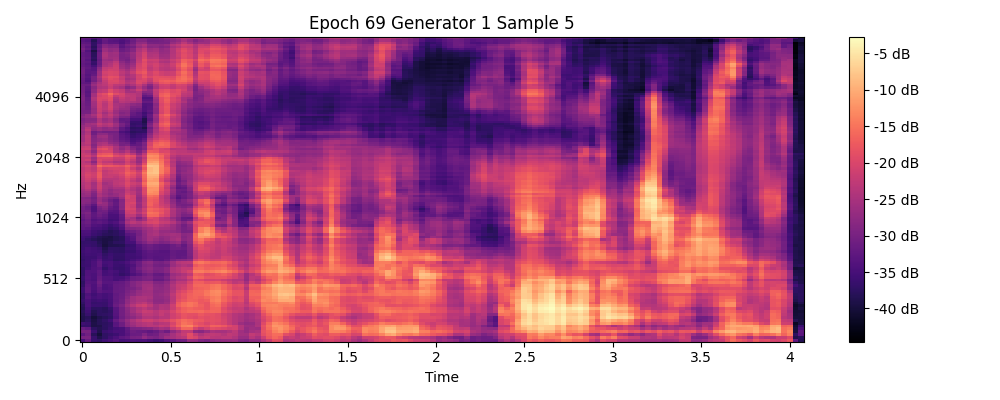 Epoch 69 Generator 1 Sample 5
Hz
4096
2048
1024
512
0
0 0.5 1 1.5 2 2.5 3 3.5 4
Time
-5 dB
-10 dB
-15 dB
-20 dB
-25 dB
-30 dB
-35 dB
-40 dB